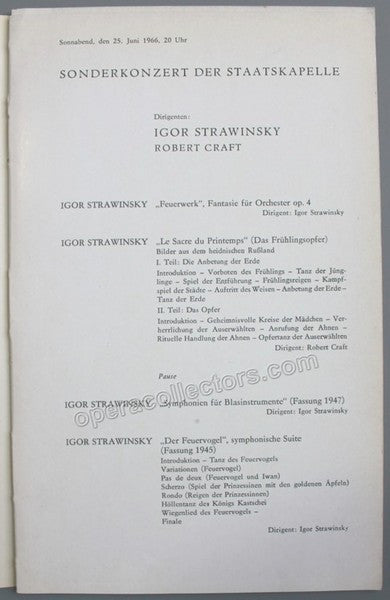 Sonnabend, den 25. Juni 1966, 20 Uhr
SONDERKONZERT DER STAATSKAPELLE
Dirigenten:
IGOR STRAWINSKY
ROBERT CRAFT
IGOR STRAWINSKY „Feuerwerk“, Fantasie für Orchester op. 4
Dirigent: Igor Strawinsky
IGOR STRAWINSKY „Le Sacre du Printemps“ (Das Frühlingsopfer)
Bilder aus dem heidnischen Rußland
I. Teil: Die Anbetung der Erde
Introduktion – Vorboten des Frühlings – Tanz der Jüng-
linge – Spiel der Entführung – Frühlingsreigen – Kampf-
spiel der Städte – Auftritt des Weisen – Anbetung der Erde –
Tanz der Erde
II. Teil: Das Opfer
Introduktion – Geheimnisvolle Kreise der Mädchen – Ver-
herrlichung der Auserwählten – Anrufung der Ahnen –
Rituelle Handlung der Ahnen – Opfertanz der Auserwählten
Dirigent: Robert Craft
Pause
IGOR STRAWINSKY „Symphonien für Blasinstrumente“ (Fassung 1947)
Dirigent: Igor Strawinsky
operacollectors.com
IGOR STRAWINSKY „Der Feuervogel“, symphonische Suite
(Fassung 1945)
Introduktion – Tanz des Feuervogels
Variationen (Feuervogel)
Pas de deux (Feuervogel und Iwan)
Scherzo (Spiel der Prinzessinnen mit den goldenen Äpfeln)
Rondo (Reigen der Prinzessinnen)
Höllentanz des Königs Kastschei
Wiegenlied des Feuervogels –
Finale
Dirigent: Igor Strawinsky